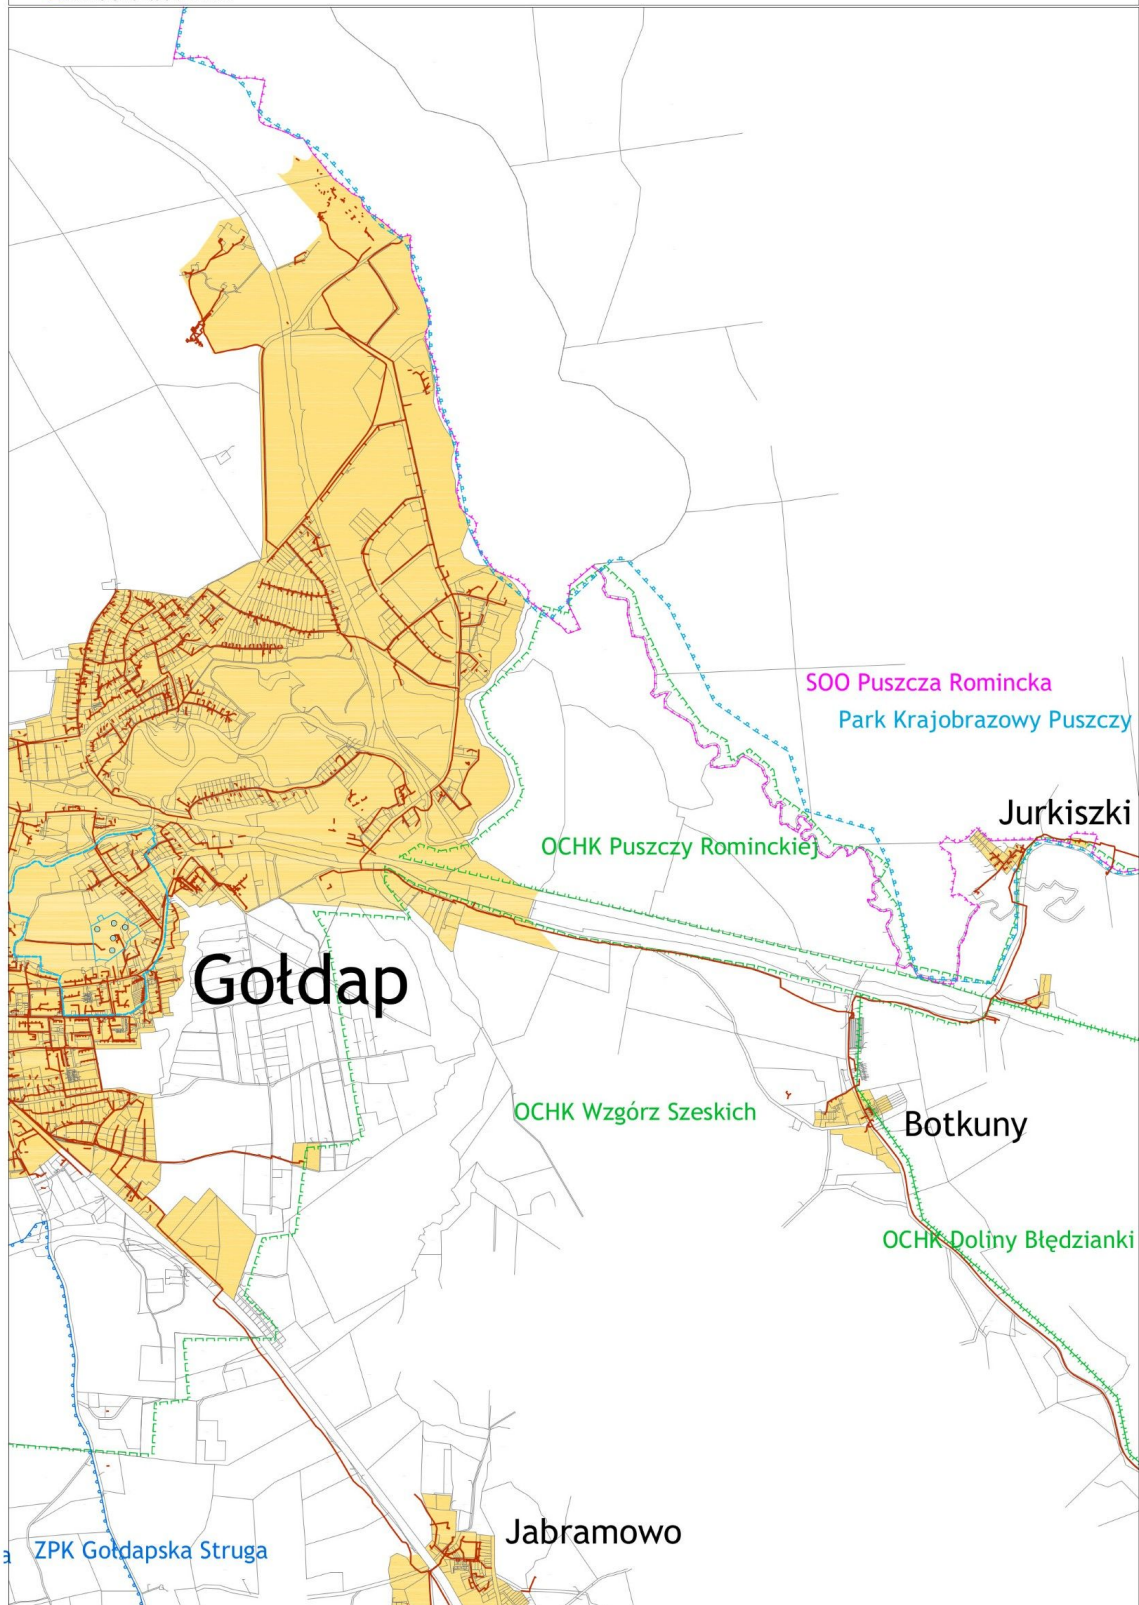 SOO Puszcza Romincka
Park Krajobrazowy Puszczy
Jurkiszki
OCHK Puszczy Rominckiej
Gołdap
OCHK Wzgórz Szeskich
Botkuny
OCHK Doliny Błędzianki
Jabramowo
a ZPK Gołdapska Struga